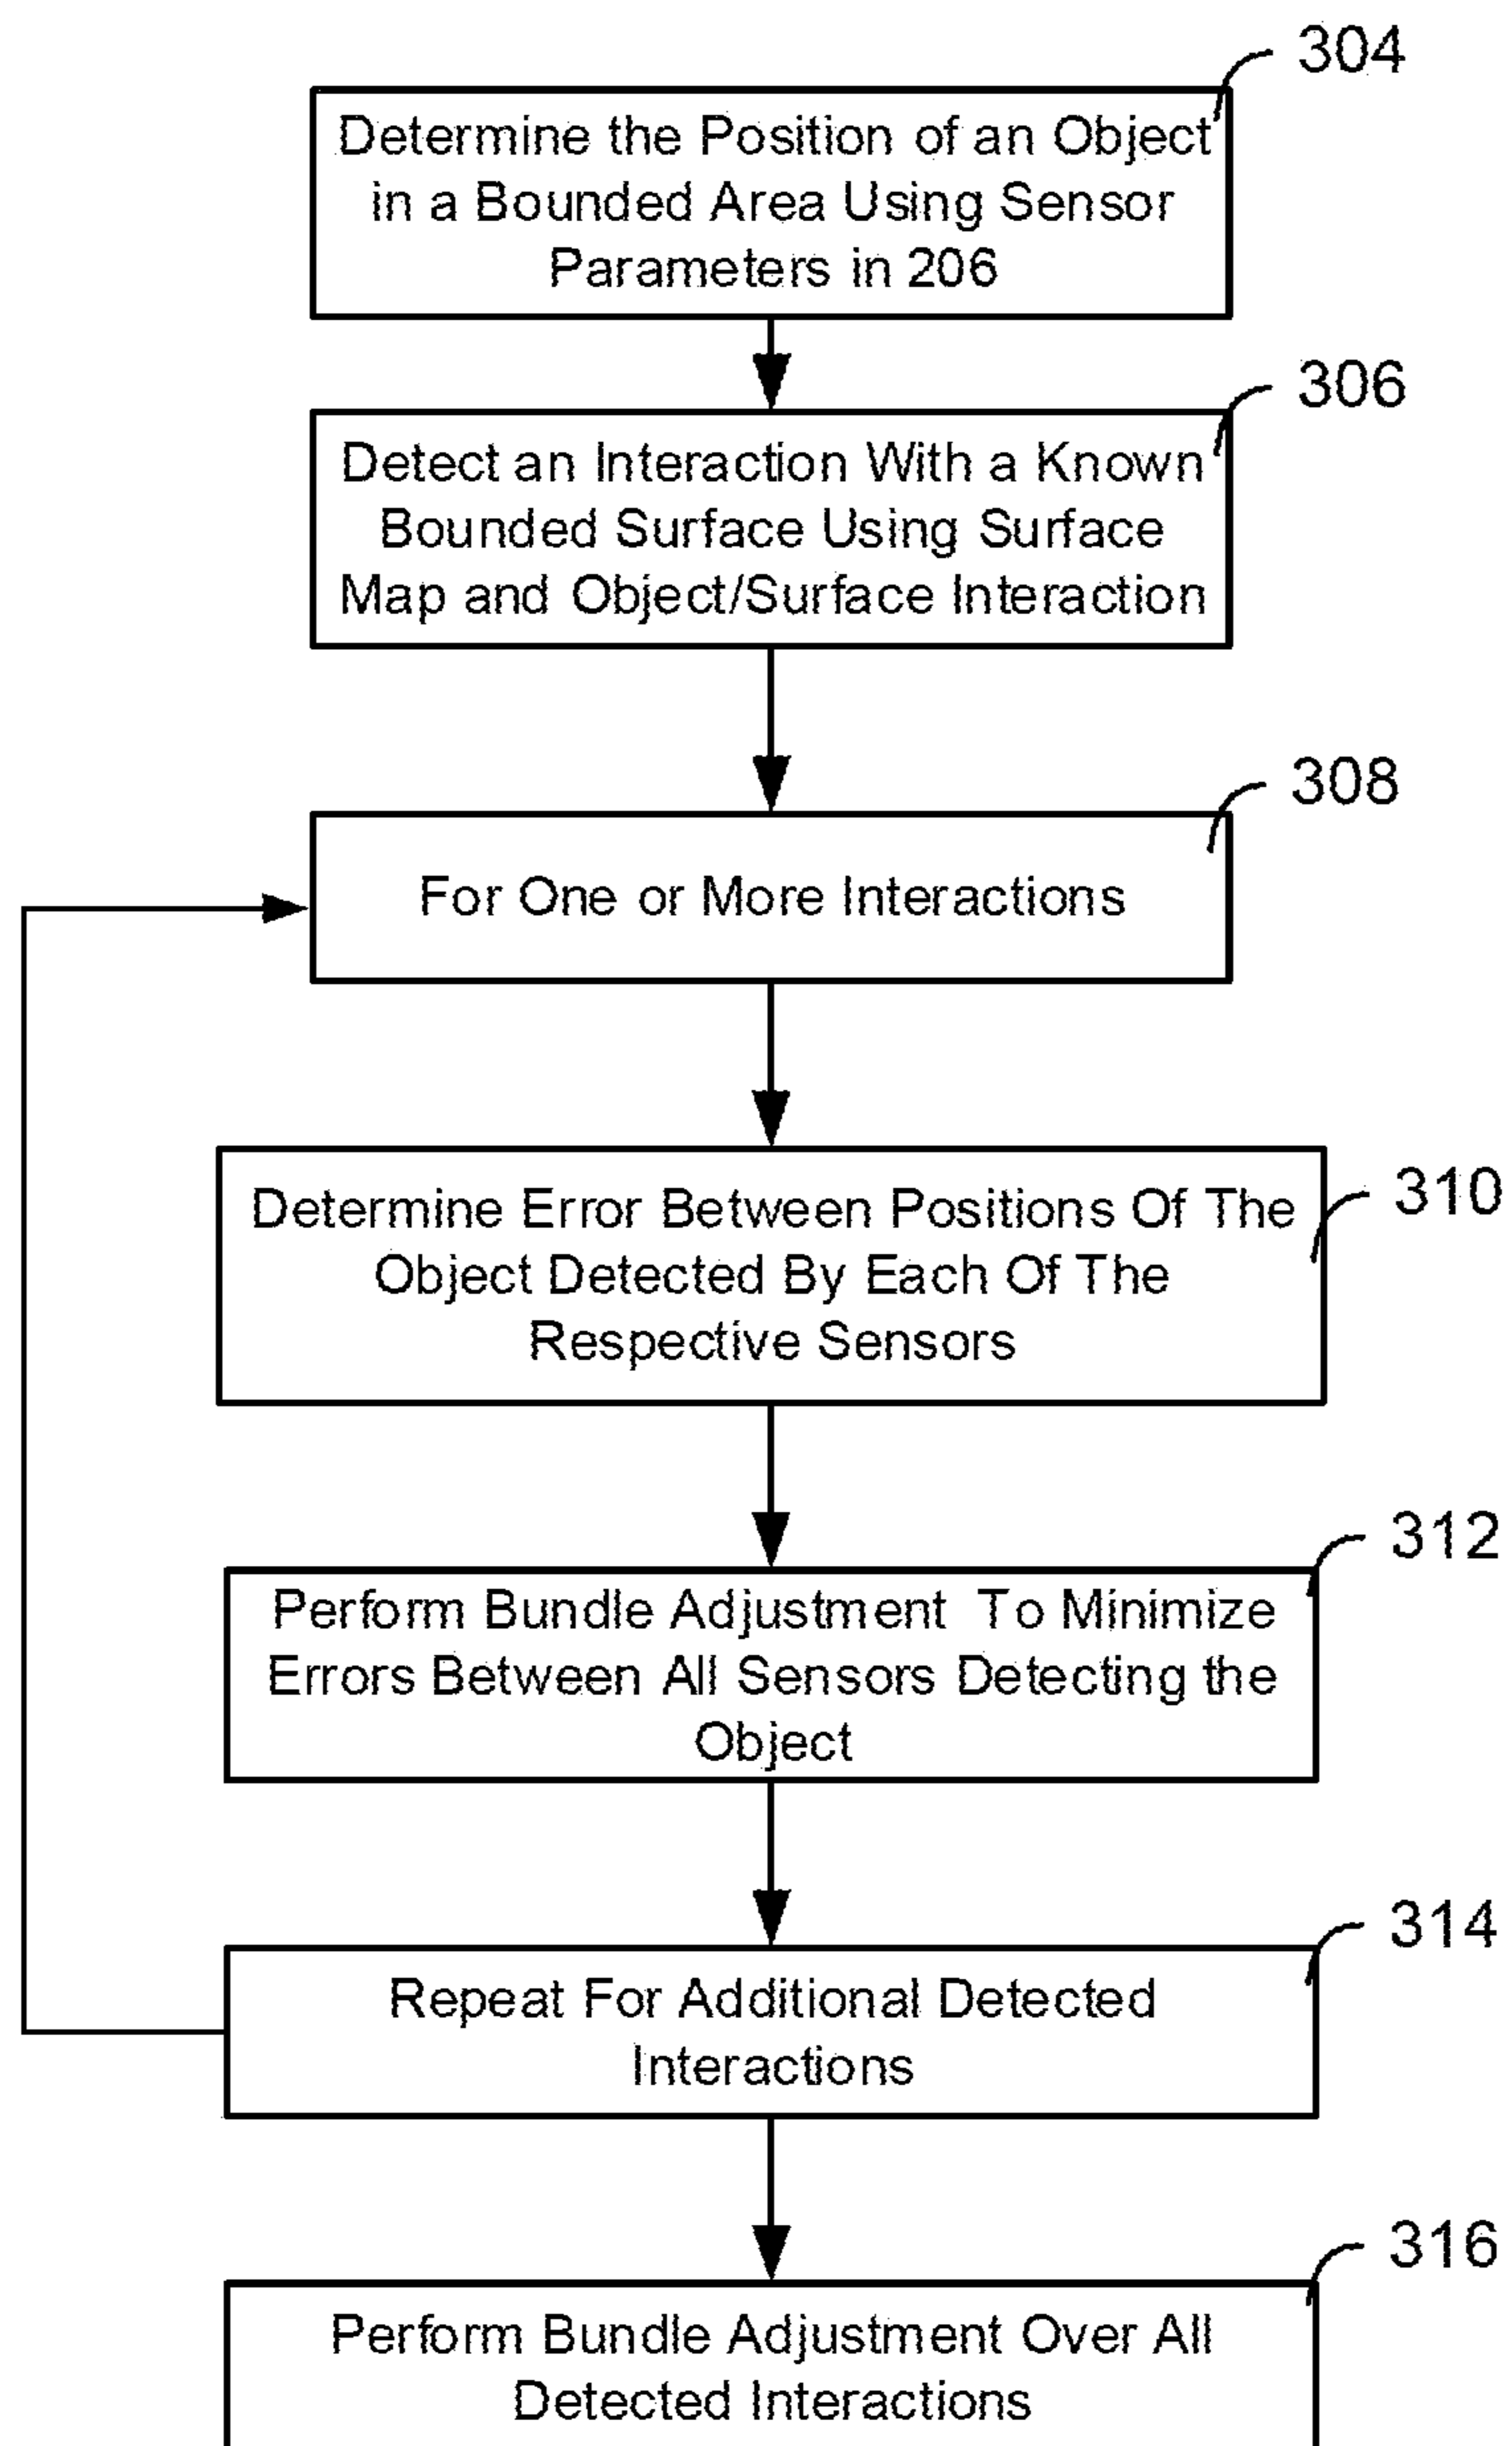 304
Determine the Position of an Object
in a Bounded Area Using Sensor
Parameters in 206
306
Detect an Interaction With a Known
Bounded Surface Using Surface
Map and Object/Surface Interaction
308
For One or More Interactions
310
Determine Error Between Positions Of The
Object Detected By Each Of The
Respective Sensors
312
Perform Bundle Adjustment To Minimize
Errors Between All Sensors Detecting the
Object
314
Repeat For Additional Detected
Interactions
316
Perform Bundle Adjustment Over All
Detected Interactions